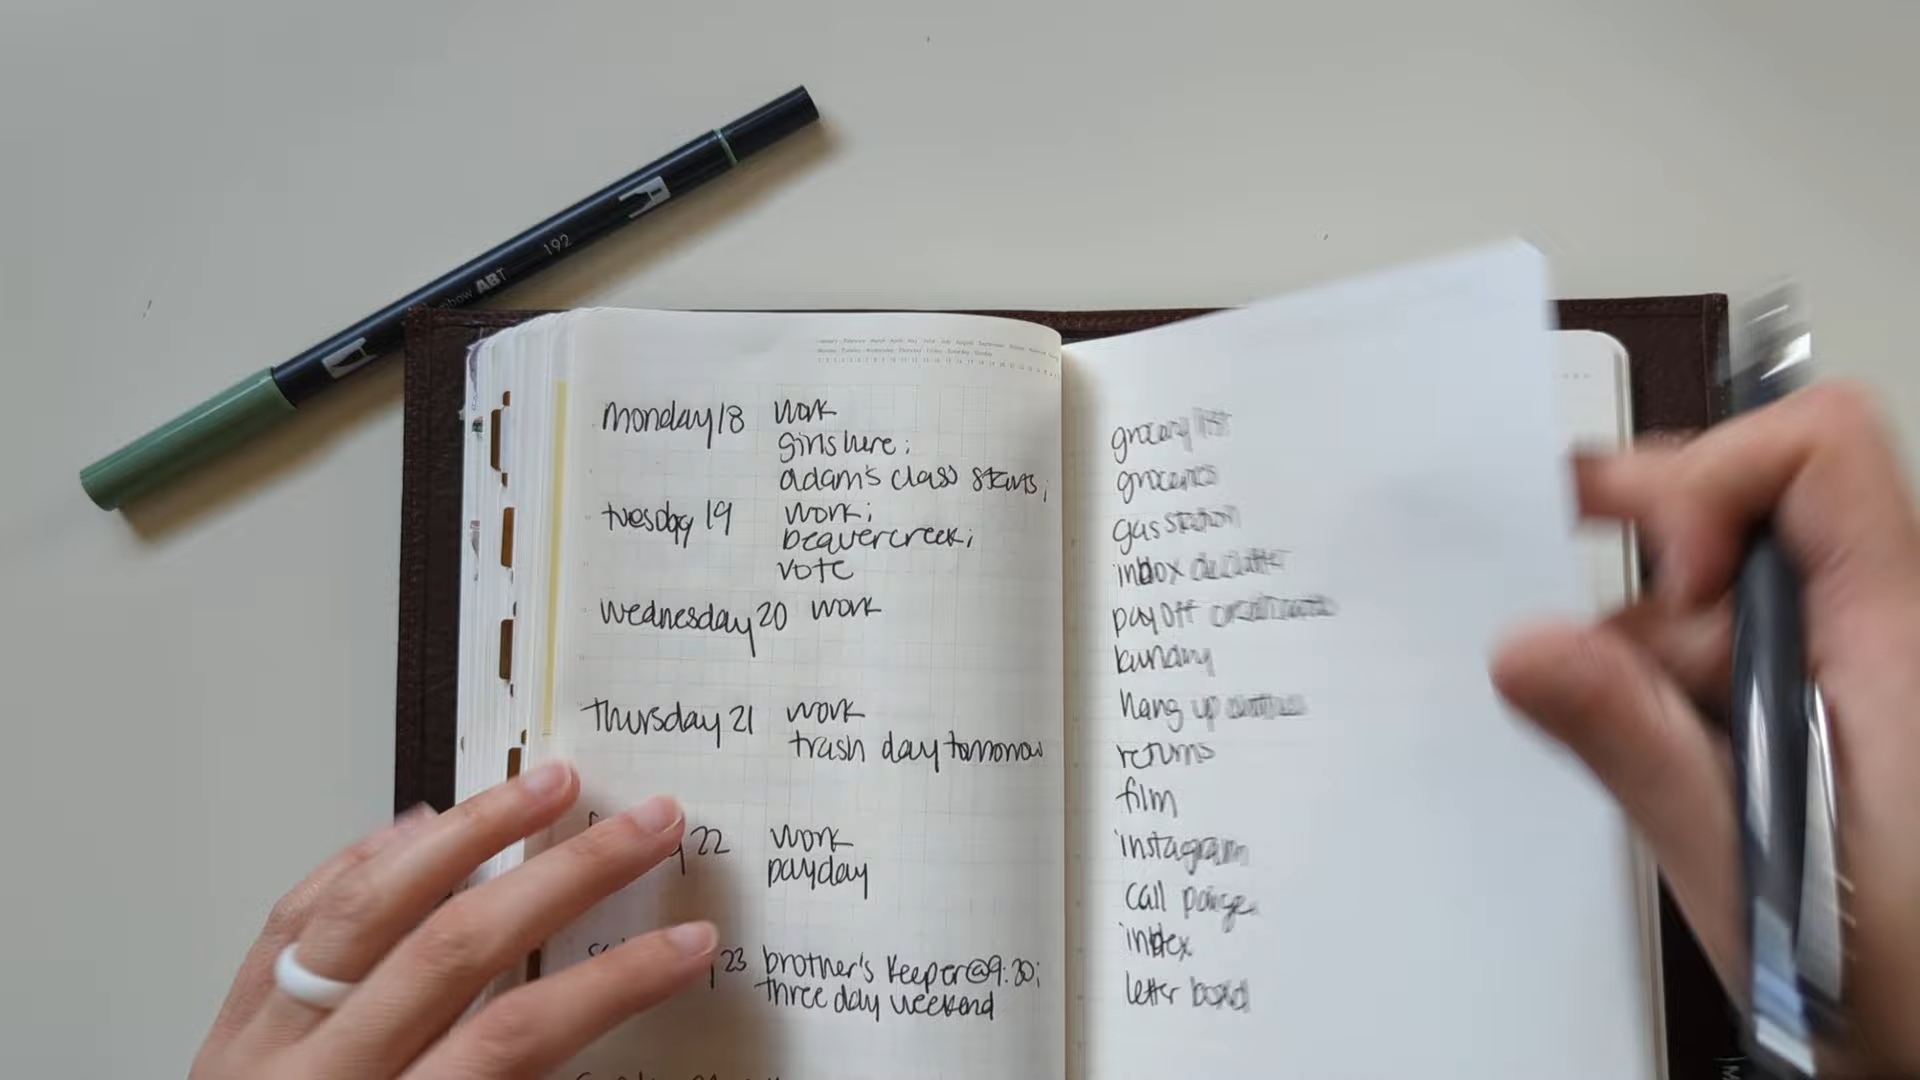 192
ABT
monday 18 work
girls here;
adam's class starts;
tuesday 19 work;
beavercreek;
vote
wednesday 20 work
thursday 21 work
trash day tomorrow
22 work
payday
23 brother's keeper@9:30;
three day weekend
grocery list
groceries
gas station
inbox declutter
pay off
laundry
hang up
returns
film
instagram
call paige
index
letter board